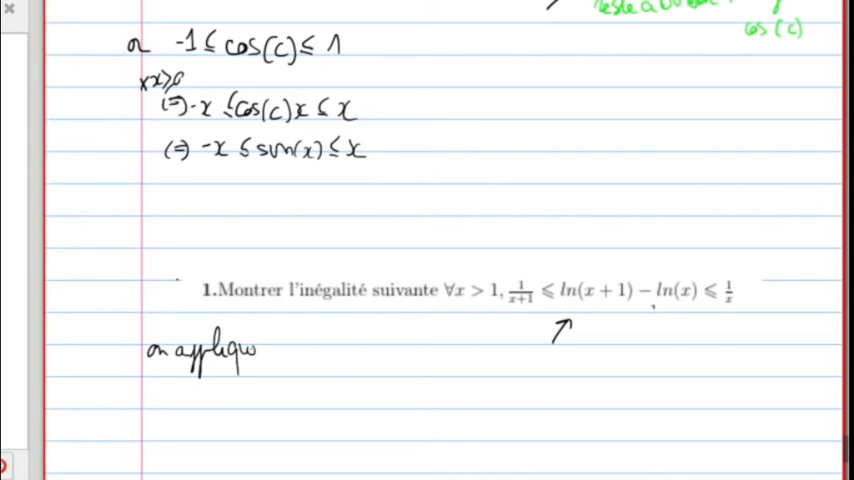 cos(c)
or -1 ≤ cos(c) ≤ 1
×x≥0
(=) -x ≤ cos(c)x ≤ x
(=) -x ≤ sin(x) ≤ x
1.Montrer l'inégalité suivante ∀x > 1, 1/(x+1) ⩽ ln(x + 1) − ln(x) ⩽ 1/x
on applique